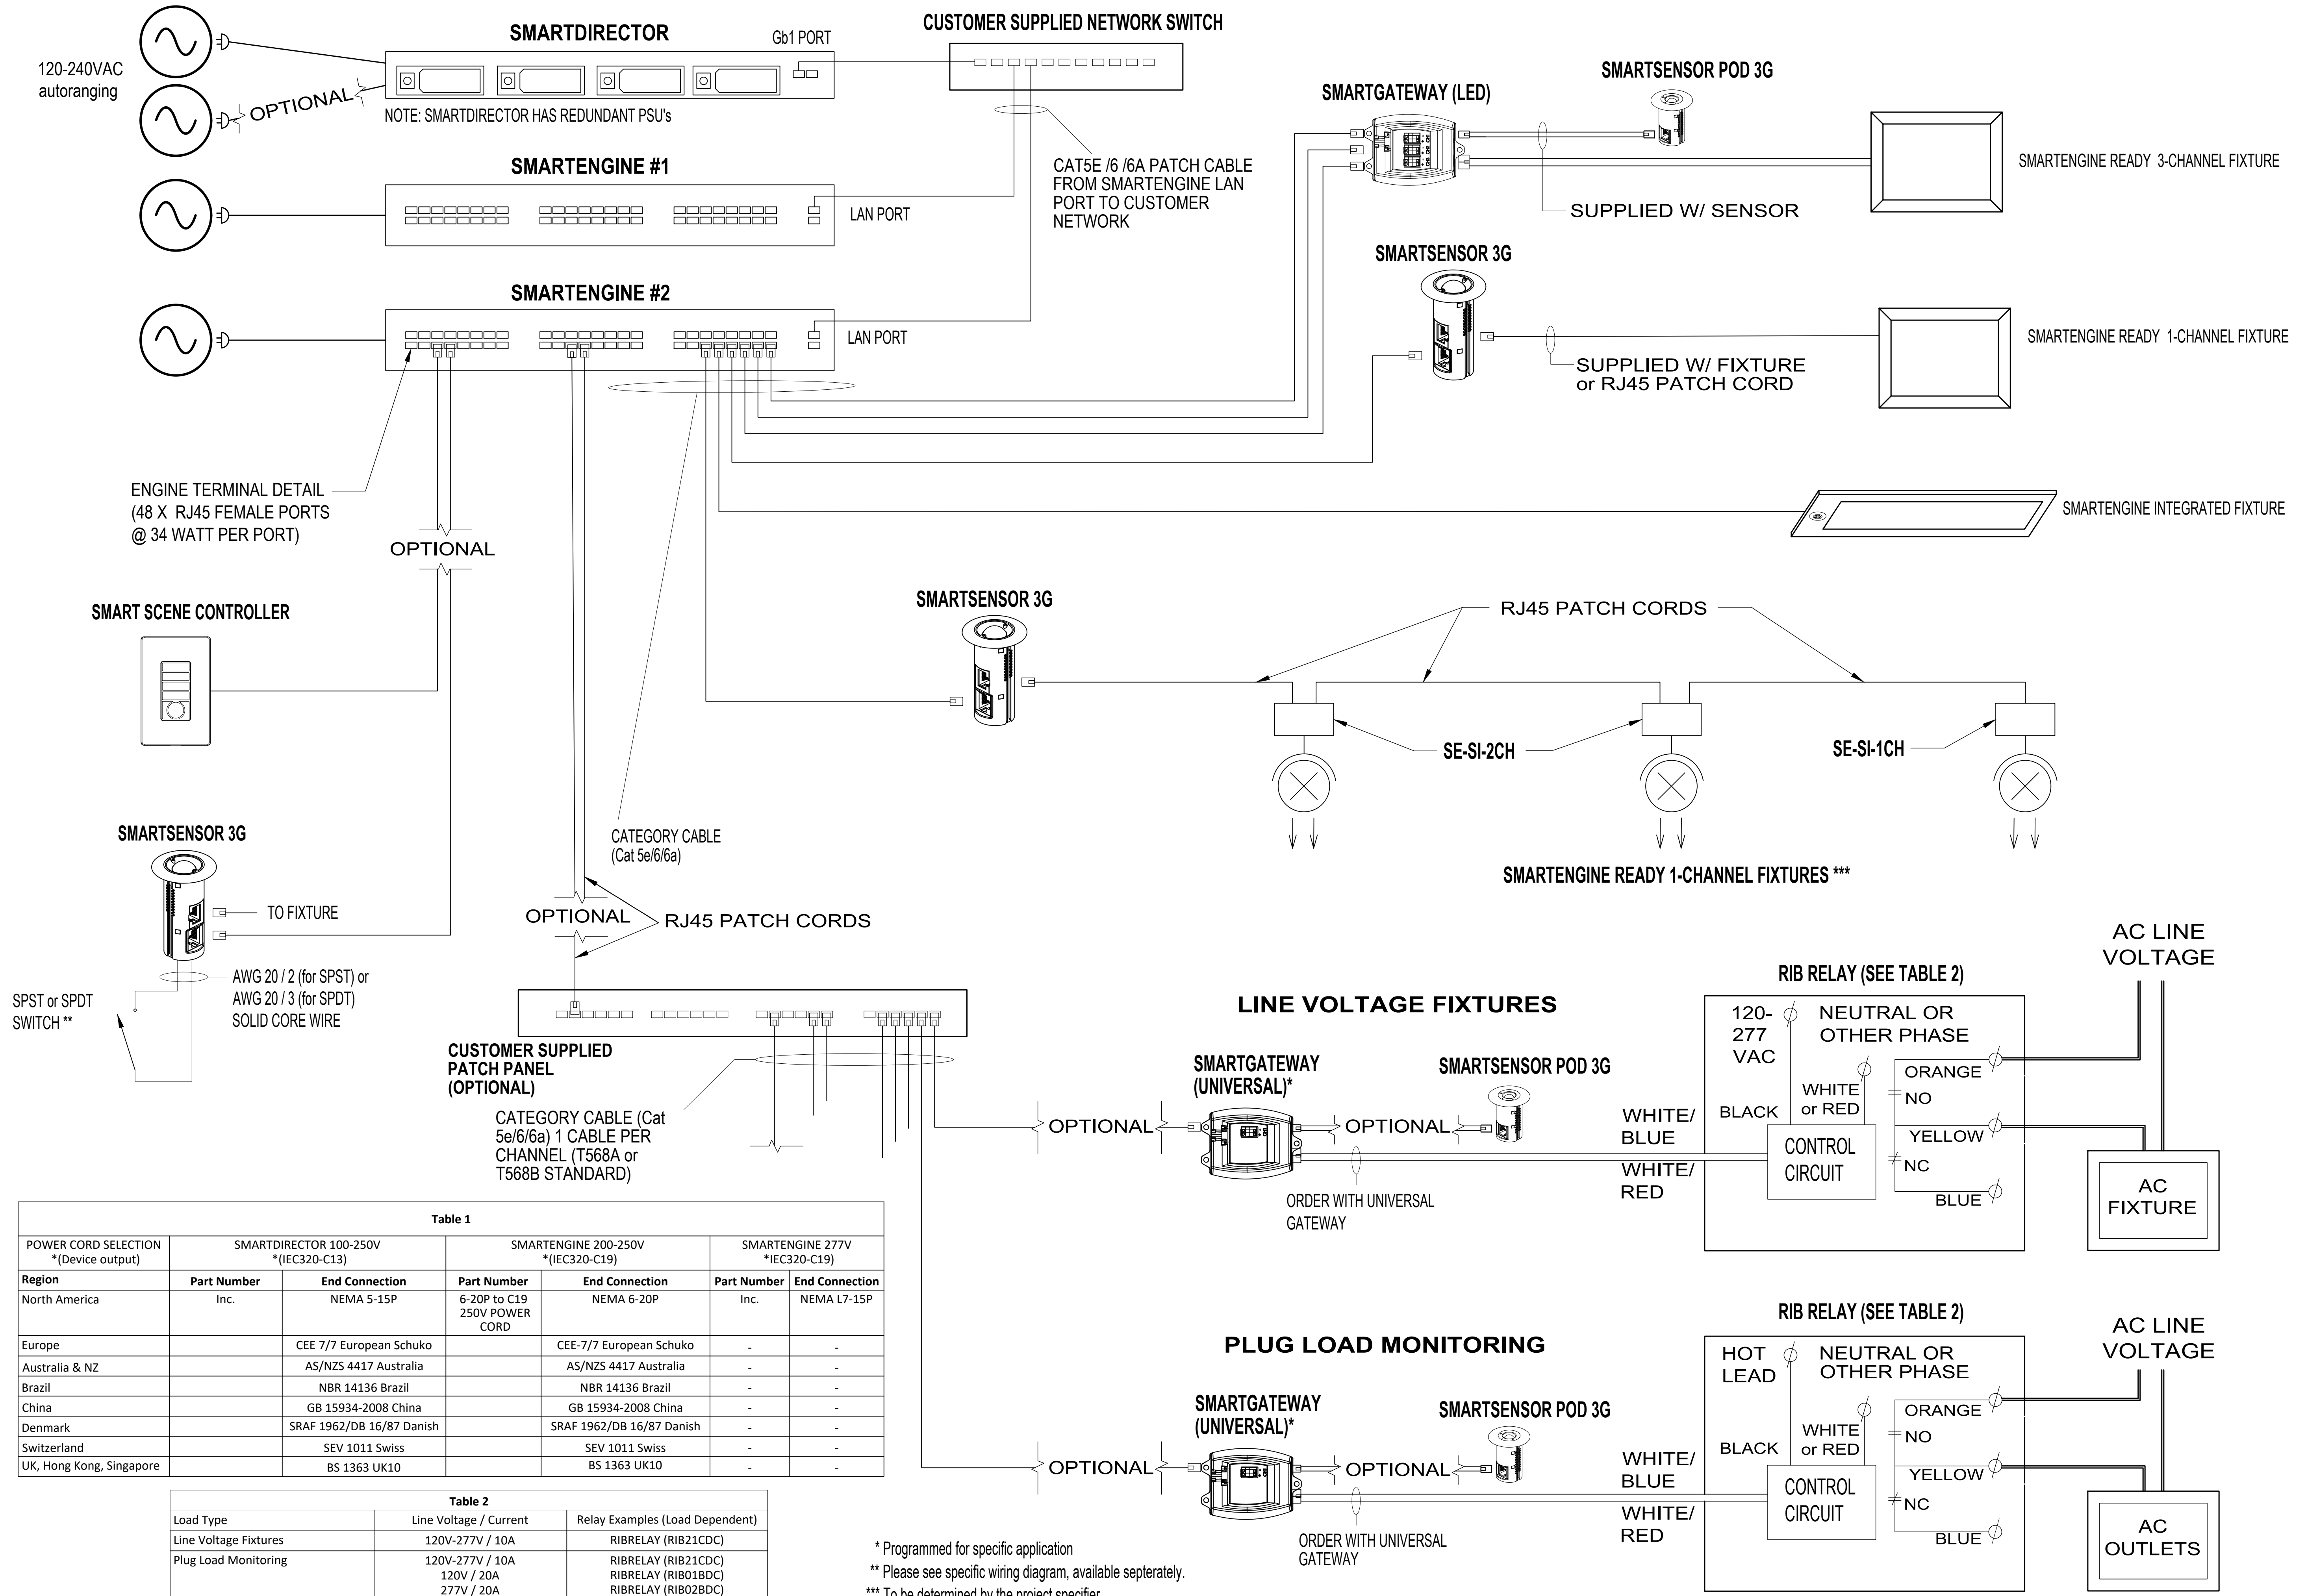 SMARTDIRECTOR
Gb1 PORT
CUSTOMER SUPPLIED NETWORK SWITCH
120-240VAC
autoranging
OPTIONAL
NOTE: SMARTDIRECTOR HAS REDUNDANT PSU's
SMARTGATEWAY (LED)
SMARTSENSOR POD 3G
SMARTENGINE READY 3-CHANNEL FIXTURE
SUPPLIED W/ SENSOR
CAT5E /6 /6A PATCH CABLE
FROM SMARTENGINE LAN
PORT TO CUSTOMER
NETWORK
SMARTENGINE #1
LAN PORT
SMARTENGINE #2
LAN PORT
SMARTSENSOR 3G
SMARTENGINE READY 1-CHANNEL FIXTURE
SUPPLIED W/ FIXTURE
or RJ45 PATCH CORD
ENGINE TERMINAL DETAIL
(48 X RJ45 FEMALE PORTS
@ 34 WATT PER PORT)
OPTIONAL
SMARTENGINE INTEGRATED FIXTURE
SMART SCENE CONTROLLER
SMARTSENSOR 3G
RJ45 PATCH CORDS
SE-SI-2CH
SE-SI-1CH
SMARTENGINE READY 1-CHANNEL FIXTURES ***
CATEGORY CABLE
(Cat 5e/6/6a)
SMARTSENSOR 3G
TO FIXTURE
AWG 20 / 2 (for SPST) or
AWG 20 / 3 (for SPDT)
SOLID CORE WIRE
SPST or SPDT
SWITCH **
OPTIONAL
RJ45 PATCH CORDS
CUSTOMER SUPPLIED
PATCH PANEL
(OPTIONAL)
CATEGORY CABLE (Cat
5e/6/6a) 1 CABLE PER
CHANNEL (T568A or
T568B STANDARD)
LINE VOLTAGE FIXTURES
OPTIONAL
SMARTGATEWAY
(UNIVERSAL)*
OPTIONAL
SMARTSENSOR POD 3G
ORDER WITH UNIVERSAL
GATEWAY
WHITE/
BLUE
WHITE/
RED
RIB RELAY (SEE TABLE 2)
120-
277
VAC
NEUTRAL OR
OTHER PHASE
BLACK
WHITE
or RED
CONTROL
CIRCUIT
ORANGE
NO
YELLOW
NC
BLUE
AC LINE
VOLTAGE
AC
FIXTURE
PLUG LOAD MONITORING
OPTIONAL
SMARTGATEWAY
(UNIVERSAL)*
OPTIONAL
SMARTSENSOR POD 3G
ORDER WITH UNIVERSAL
GATEWAY
WHITE/
BLUE
WHITE/
RED
RIB RELAY (SEE TABLE 2)
HOT
LEAD
NEUTRAL OR
OTHER PHASE
BLACK
WHITE
or RED
CONTROL
CIRCUIT
ORANGE
NO
YELLOW
NC
BLUE
AC LINE
VOLTAGE
AC
OUTLETS
Table 1
POWER CORD SELECTION *(Device output) SMARTDIRECTOR 100-250V *(IEC320-C13) SMARTENGINE 200-250V *(IEC320-C19) SMARTENGINE 277V *IEC320-C19)
Region Part Number End Connection Part Number End Connection Part Number End Connection
North America Inc. NEMA 5-15P 6-20P to C19 250V POWER CORD NEMA 6-20P Inc. NEMA L7-15P
Europe CEE 7/7 European Schuko CEE-7/7 European Schuko - -
Australia & NZ AS/NZS 4417 Australia AS/NZS 4417 Australia - -
Brazil NBR 14136 Brazil NBR 14136 Brazil - -
China GB 15934-2008 China GB 15934-2008 China - -
Denmark SRAF 1962/DB 16/87 Danish SRAF 1962/DB 16/87 Danish - -
Switzerland SEV 1011 Swiss SEV 1011 Swiss - -
UK, Hong Kong, Singapore BS 1363 UK10 BS 1363 UK10 - -
Table 2
Load Type Line Voltage / Current Relay Examples (Load Dependent)
Line Voltage Fixtures 120V-277V / 10A RIBRELAY (RIB21CDC)
Plug Load Monitoring 120V-277V / 10A RIBRELAY (RIB21CDC)
120V / 20A RIBRELAY (RIB01BDC)
277V / 20A RIBRELAY (RIB02BDC)
* Programmed for specific application
** Please see specific wiring diagram, available septerately.
*** To be determined by the project specifier